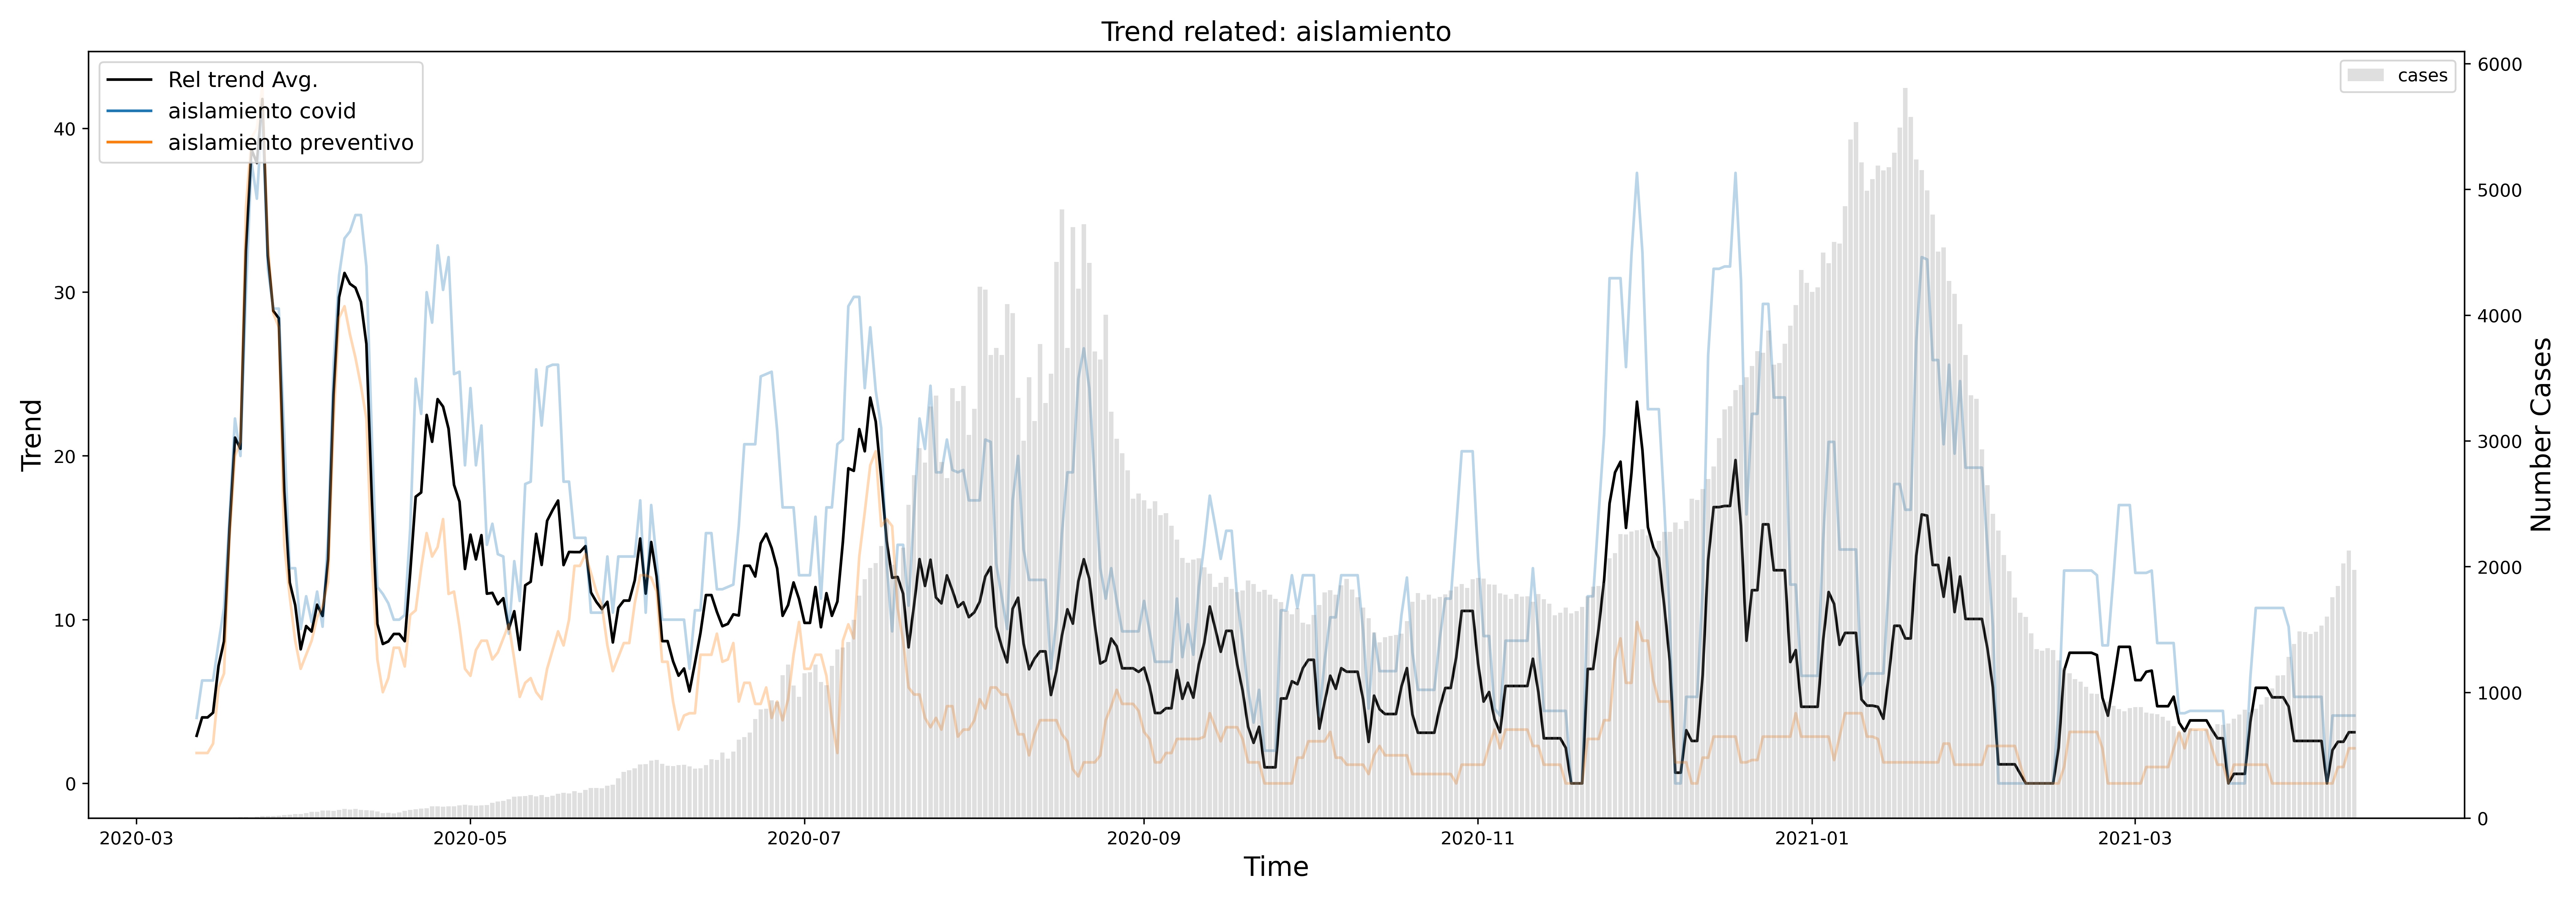 Trend related: aislamiento
Rel trend Avg.
aislamiento covid
aislamiento preventivo
cases
Trend
40
30
20
10
0
6000
5000
4000
3000
2000
1000
0
Number Cases
2020-03
2020-05
2020-07
2020-09
2020-11
2021-01
2021-03
Time